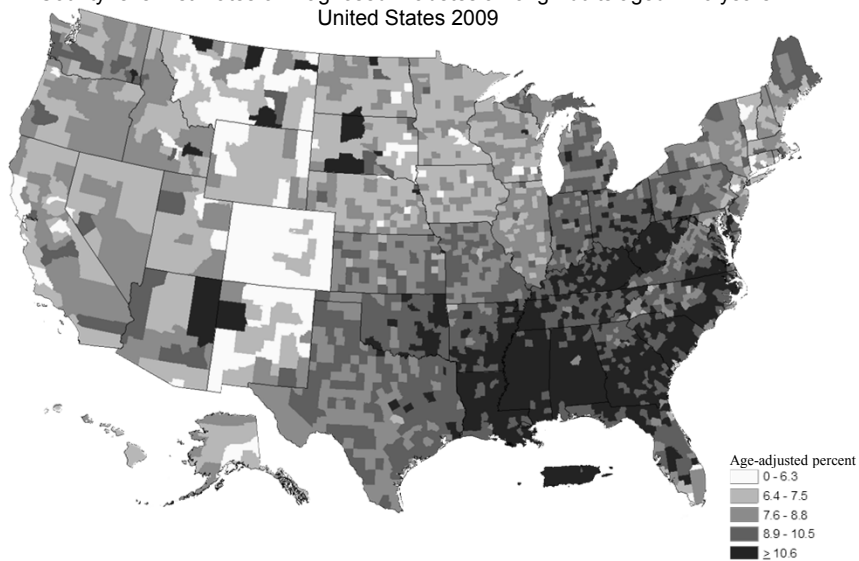 United States 2009
Age-adjusted percent
0 - 6.3
6.4 - 7.5
7.6 - 8.8
8.9 - 10.5
≥ 10.6